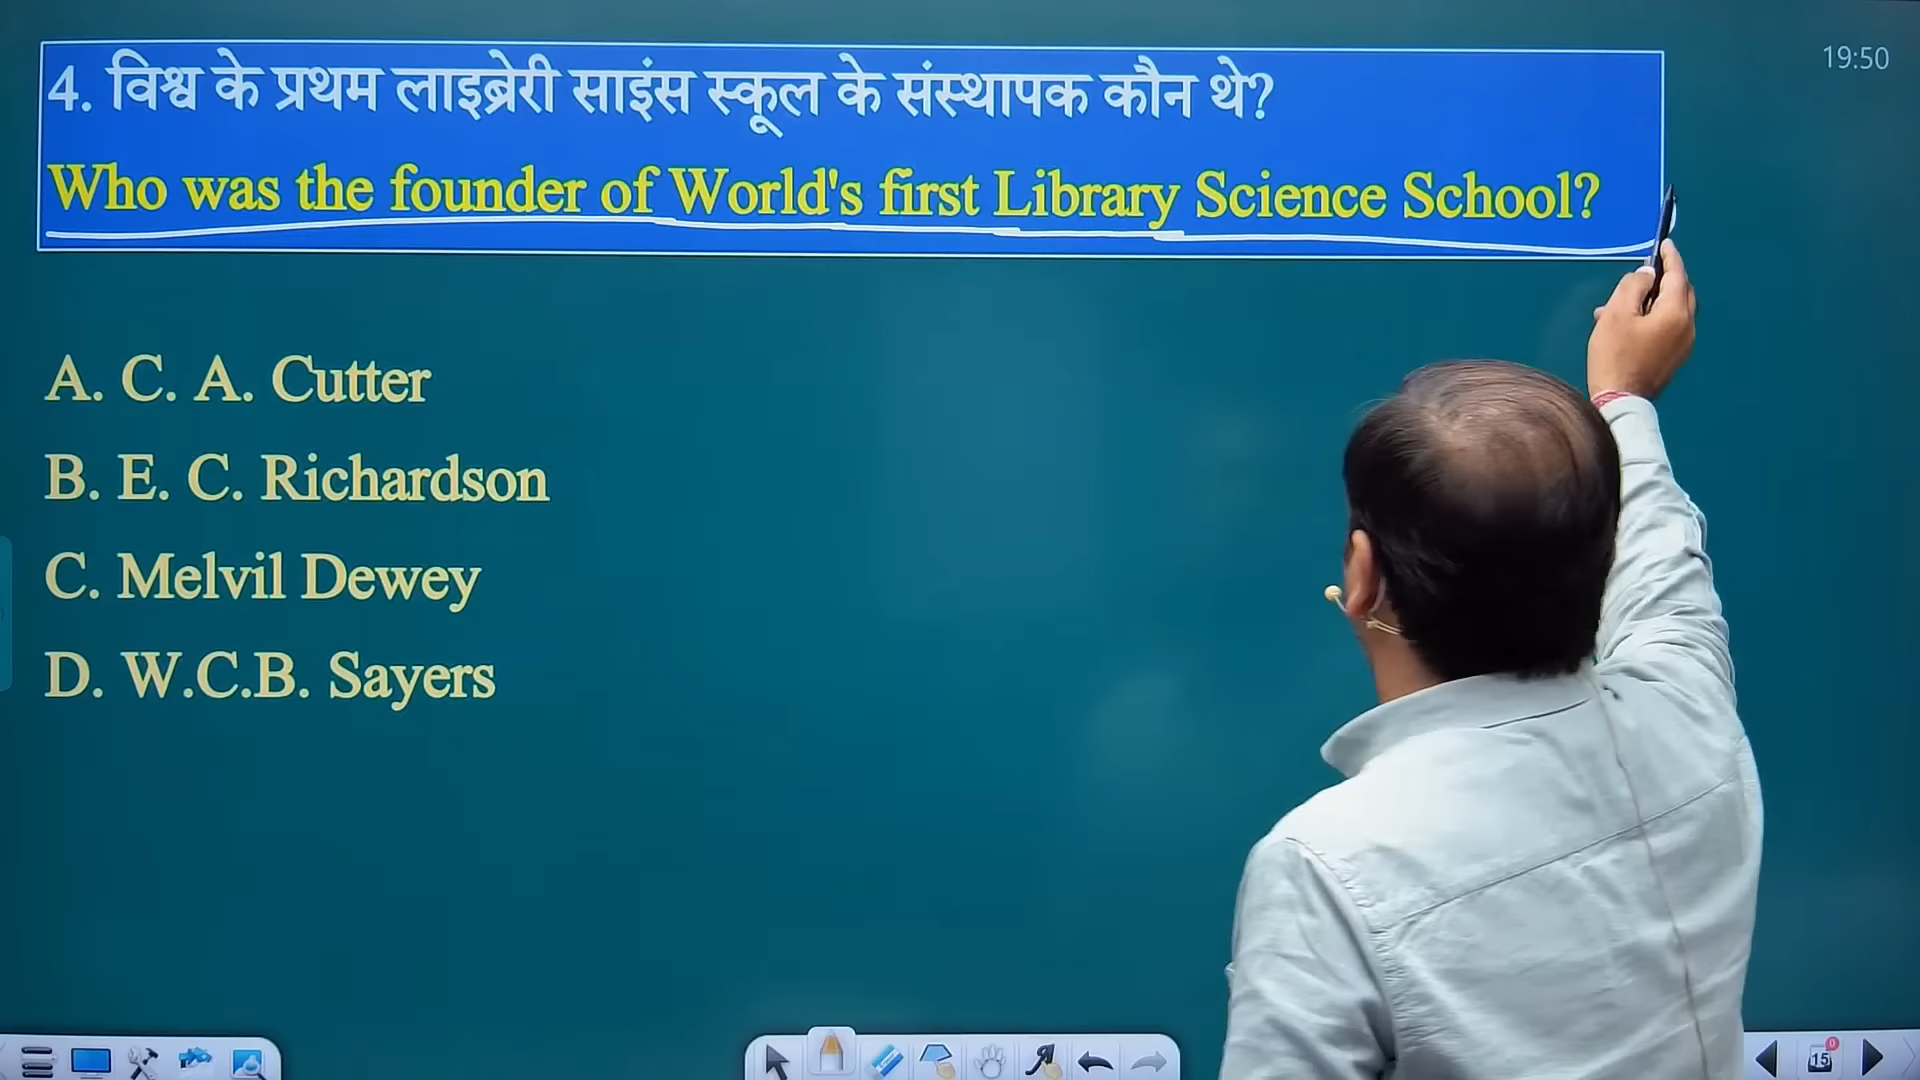 19:50
4. विश्व के प्रथम लाइब्रेरी साइंस स्कूल के संस्थापक कौन थे?
Who was the founder of World's first Library Science School?
A. C. A. Cutter
B. E. C. Richardson
C. Melvil Dewey
D. W.C.B. Sayers
15
0